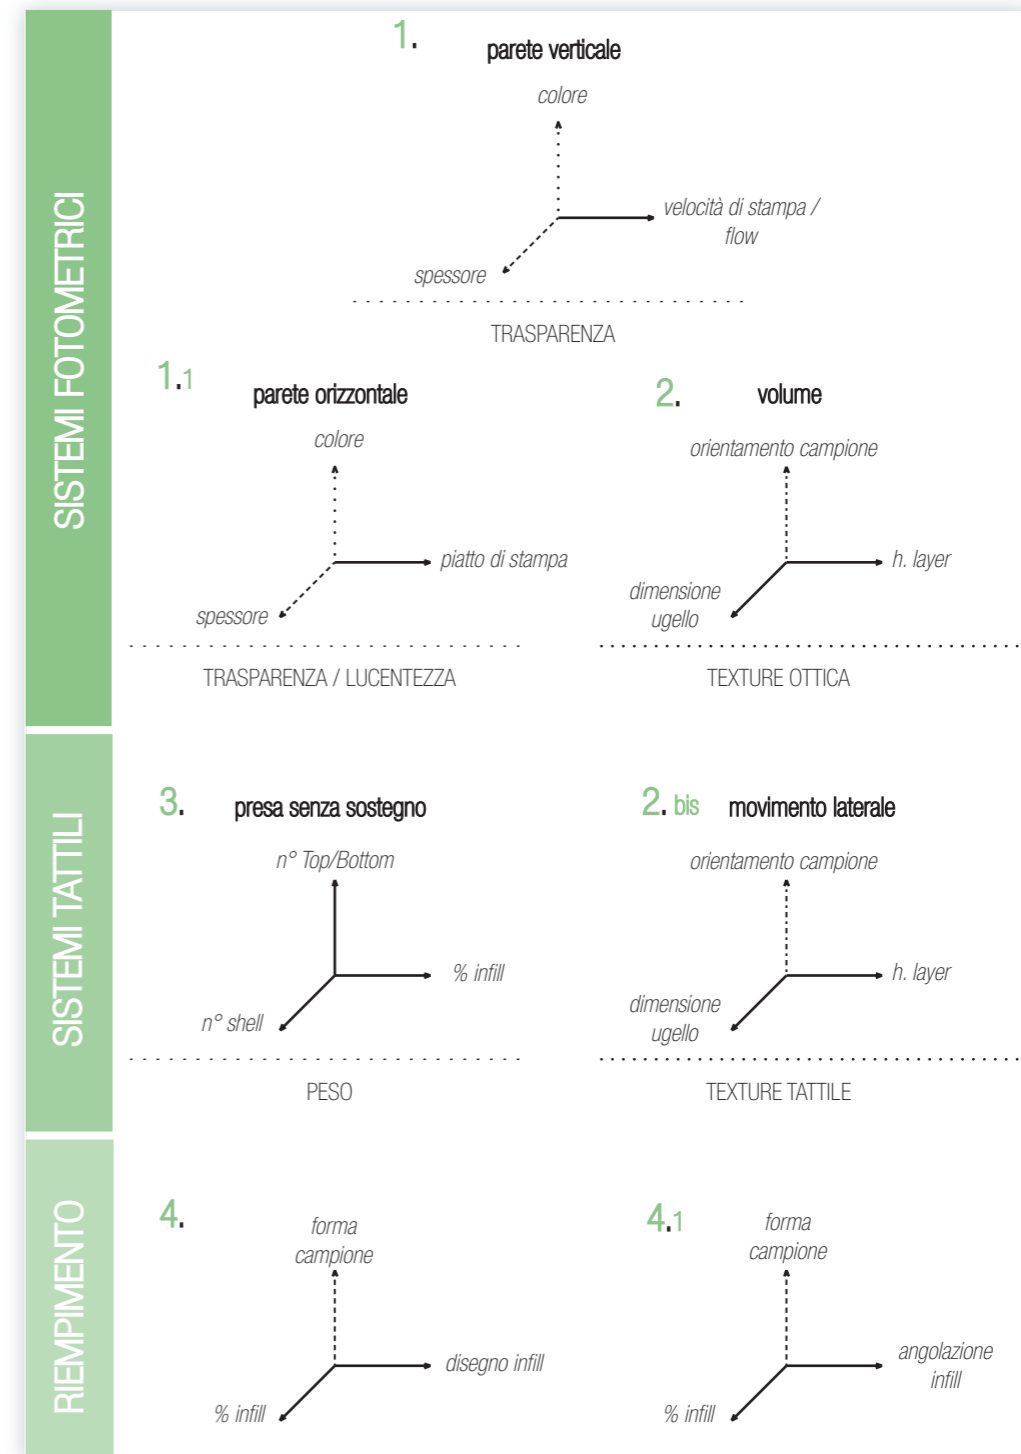 SISTEMI FOTOMETRICI
1.
parete verticale
colore
velocità di stampa /
flow
spessore
TRASPARENZA
1.1
parete orizzontale
colore
piatto di stampa
spessore
TRASPARENZA / LUCENTEZZA
2.
volume
orientamento campione
h. layer
dimensione
ugello
TEXTURE OTTICA
SISTEMI TATTILI
3.
presa senza sostegno
n° Top/Bottom
% infill
n° shell
PESO
2. bis
movimento laterale
orientamento campione
h. layer
dimensione
ugello
TEXTURE TATTILE
RIEMPIMENTO
4.
forma
campione
disegno infill
% infill
4.1
forma
campione
angolazione
infill
% infill